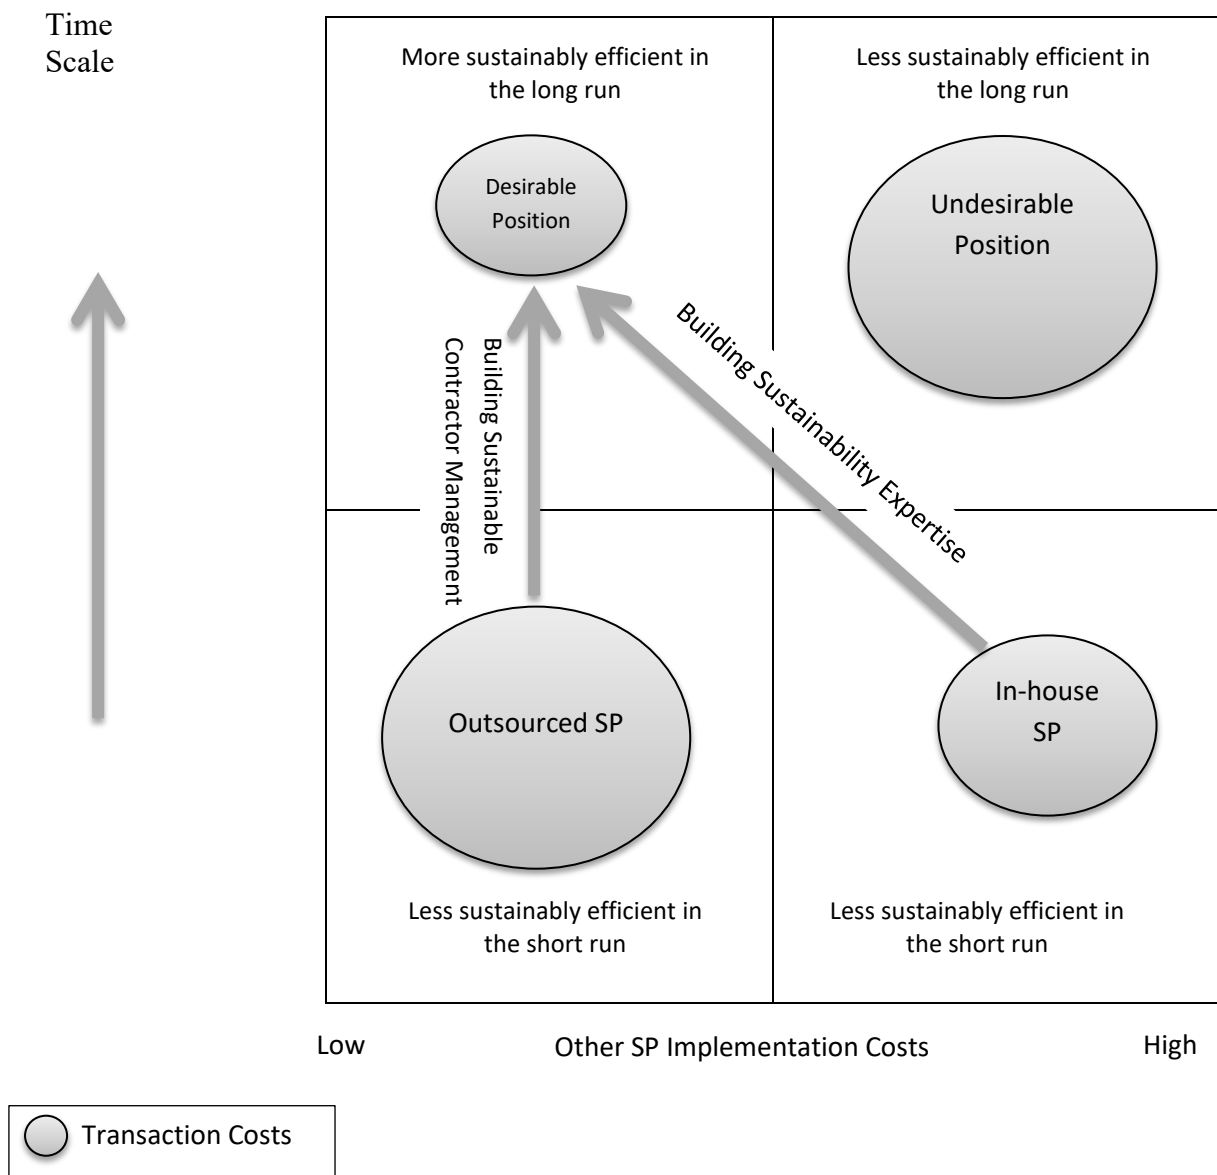 Time
Scale
More sustainably efficient in
the long run
Less sustainably efficient in
the long run
Desirable
Position
Undesirable
Position
Building Sustainable
Contractor Management
Building Sustainability Expertise
Outsourced SP
In-house
SP
Less sustainably efficient in
the short run
Less sustainably efficient in
the short run
Low
Other SP Implementation Costs
High
Transaction Costs